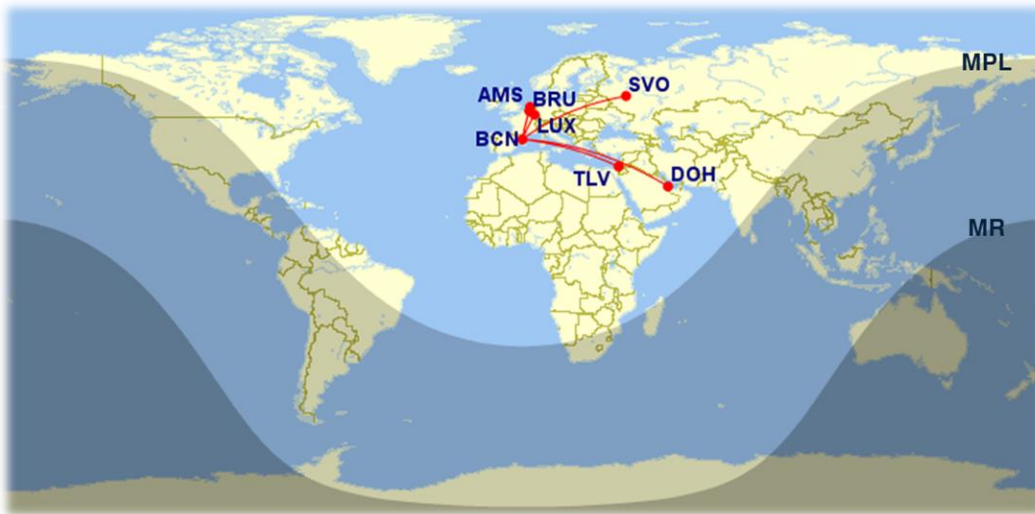 MPL
SVO
AMS BRU
LUX
BCN
TLV
DOH
MR